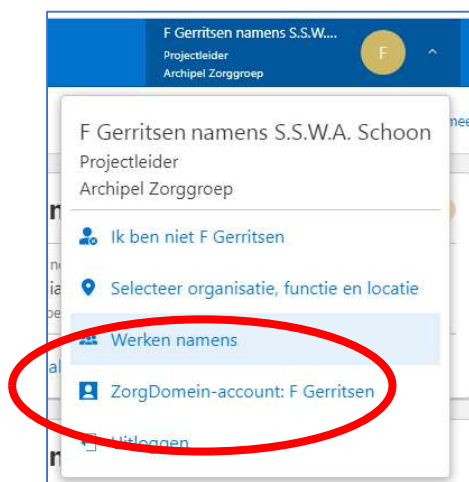 F Gerritsen namens S.S.W....
Projectleider
Archipel Zorggroep
F
F Gerritsen namens S.S.W.A. Schoon
Projectleider
Archipel Zorggroep
Ik ben niet F Gerritsen
Selecteer organisatie, functie en locatie
Werken namens
ZorgDomein-account: F Gerritsen
Uitloggen